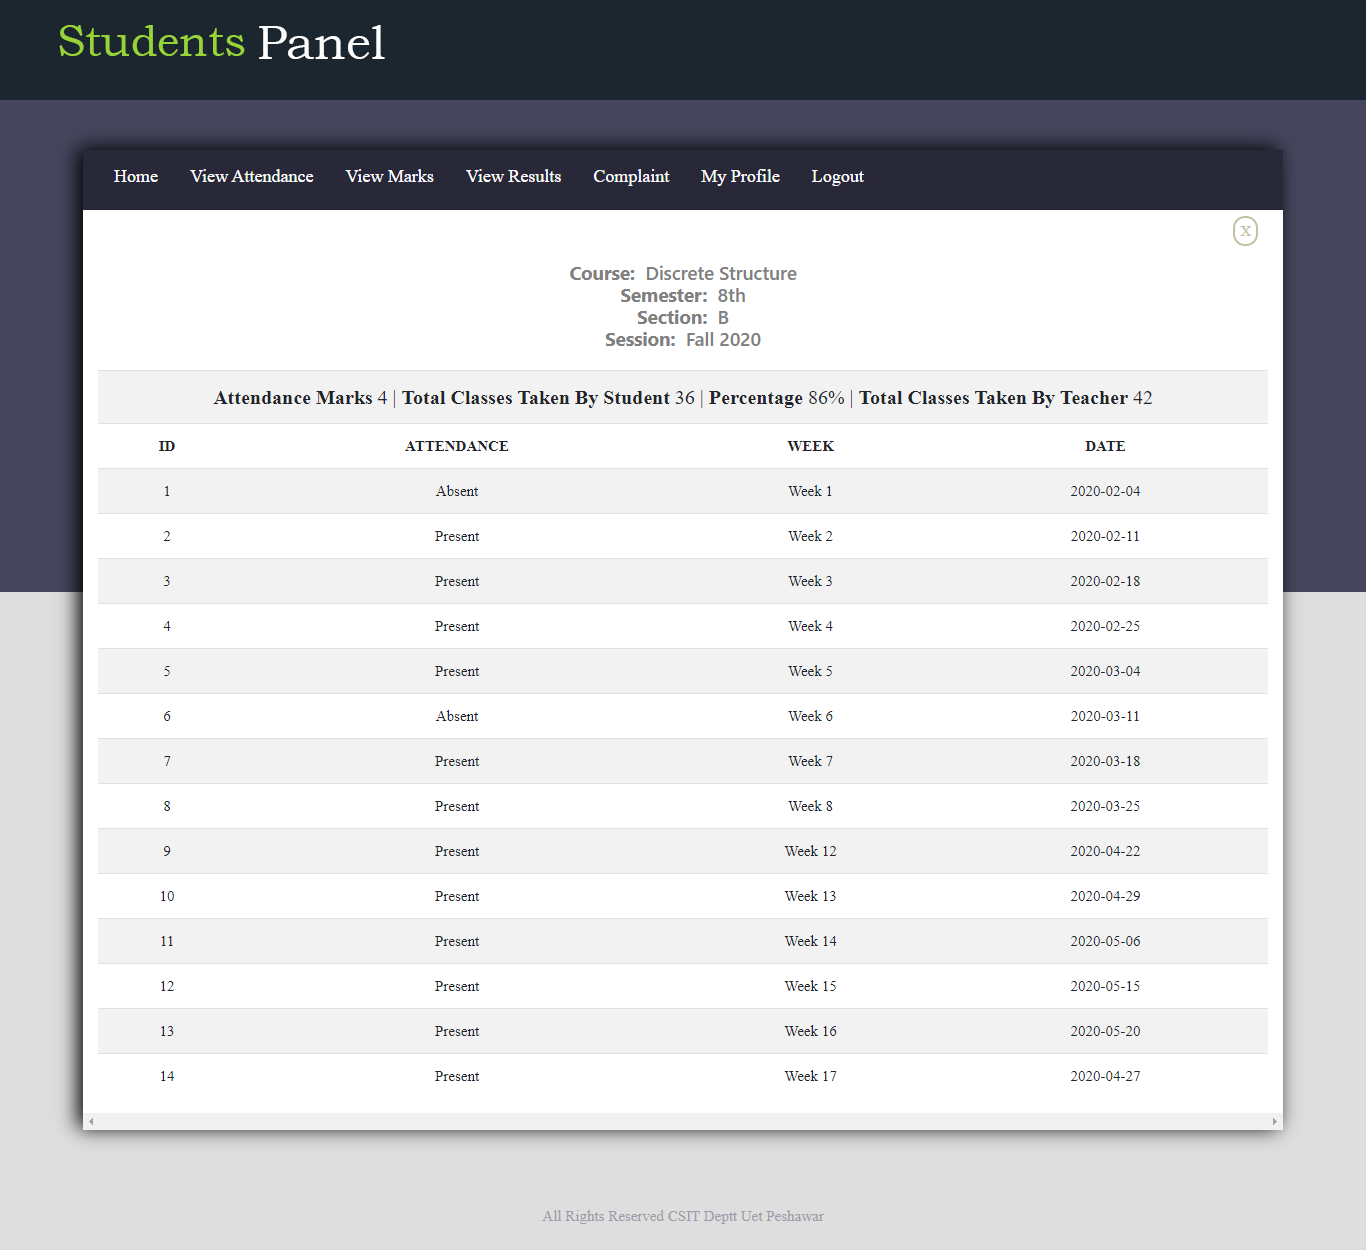 Students Panel
Home View Attendance View Marks View Results Complaint My Profile Logout
X
Course: Discrete Structure
Semester: 8th
Section: B
Session: Fall 2020
Attendance Marks 4 | Total Classes Taken By Student 36 | Percentage 86% | Total Classes Taken By Teacher 42
ID ATTENDANCE WEEK DATE
1 Absent Week 1 2020-02-04
2 Present Week 2 2020-02-11
3 Present Week 3 2020-02-18
4 Present Week 4 2020-02-25
5 Present Week 5 2020-03-04
6 Absent Week 6 2020-03-11
7 Present Week 7 2020-03-18
8 Present Week 8 2020-03-25
9 Present Week 12 2020-04-22
10 Present Week 13 2020-04-29
11 Present Week 14 2020-05-06
12 Present Week 15 2020-05-15
13 Present Week 16 2020-05-20
14 Present Week 17 2020-04-27
All Rights Reserved CSIT Deptt Uet Peshawar